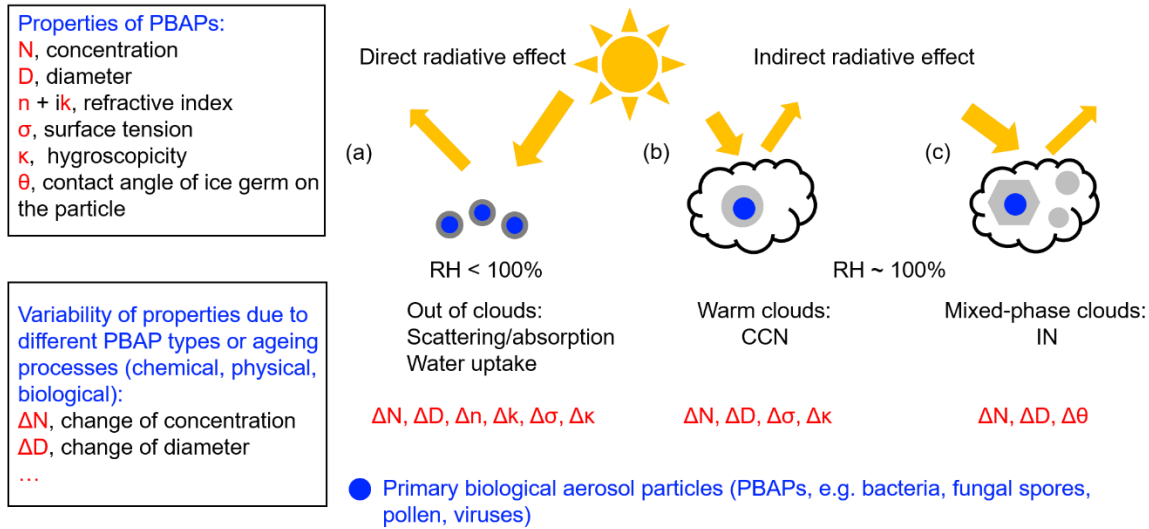 Properties of PBAPs:
N, concentration
D, diameter
n + ik, refractive index
σ, surface tension
κ, hygroscopicity
θ, contact angle of ice germ on
the particle
Variability of properties due to
different PBAP types or ageing
processes (chemical, physical,
biological):
ΔN, change of concentration
ΔD, change of diameter
…
Direct radiative effect
Indirect radiative effect
(a)
(b)
(c)
RH < 100%
RH ~ 100%
Out of clouds:
Scattering/absorption
Water uptake
Warm clouds:
CCN
Mixed-phase clouds:
IN
ΔN, ΔD, Δn, Δk, Δσ, Δκ
ΔN, ΔD, Δσ, Δκ
ΔN, ΔD, Δθ
Primary biological aerosol particles (PBAPs, e.g. bacteria, fungal spores,
pollen, viruses)